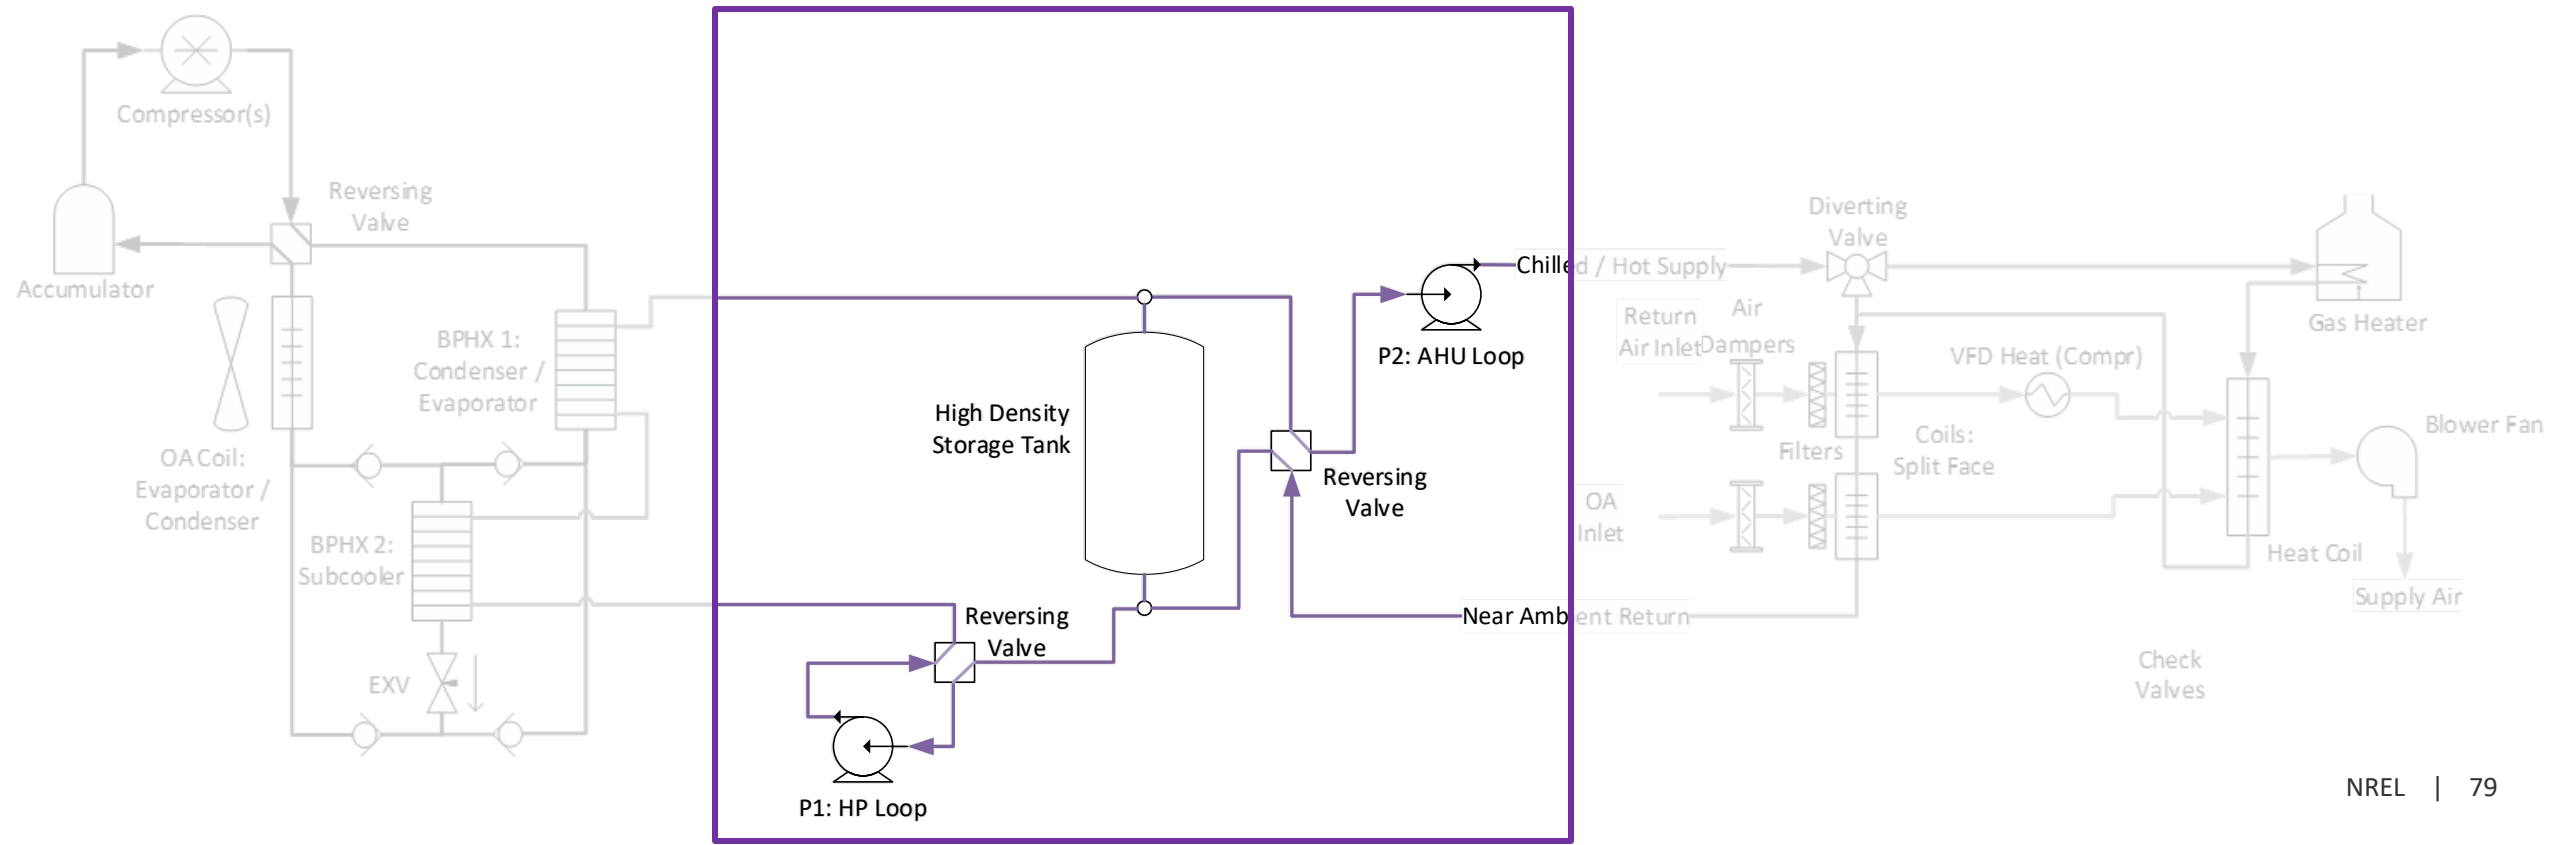 Compressor(s)
Reversing
Valve
Accumulator
BPHX 1:
Condenser /
Evaporator
OA Coil:
Evaporator /
Condenser
BPHX 2:
Subcooler
EXV
High Density
Storage Tank
Reversing
Valve
P1: HP Loop
Reversing
Valve
P2: AHU Loop
Chilled / Hot Supply
Near Ambient Return
Diverting
Valve
Return
Air Inlet
Air
Dampers
Filters
OA
Inlet
Coils:
Split Face
VFD Heat (Compr)
Gas Heater
Blower Fan
Heat Coil
Supply Air
Check
Valves
NREL | 79